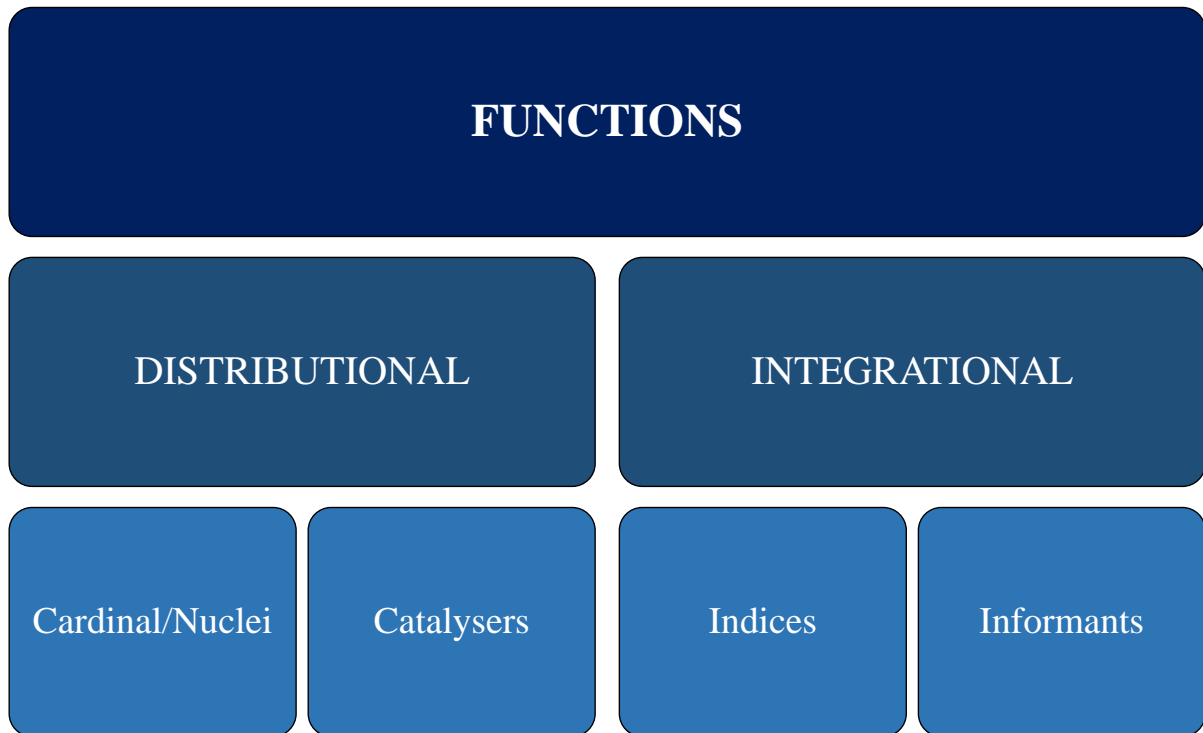 FUNCTIONS
DISTRIBUTIONAL
INTEGRATIONAL
Cardinal/Nuclei
Catalysers
Indices
Informants